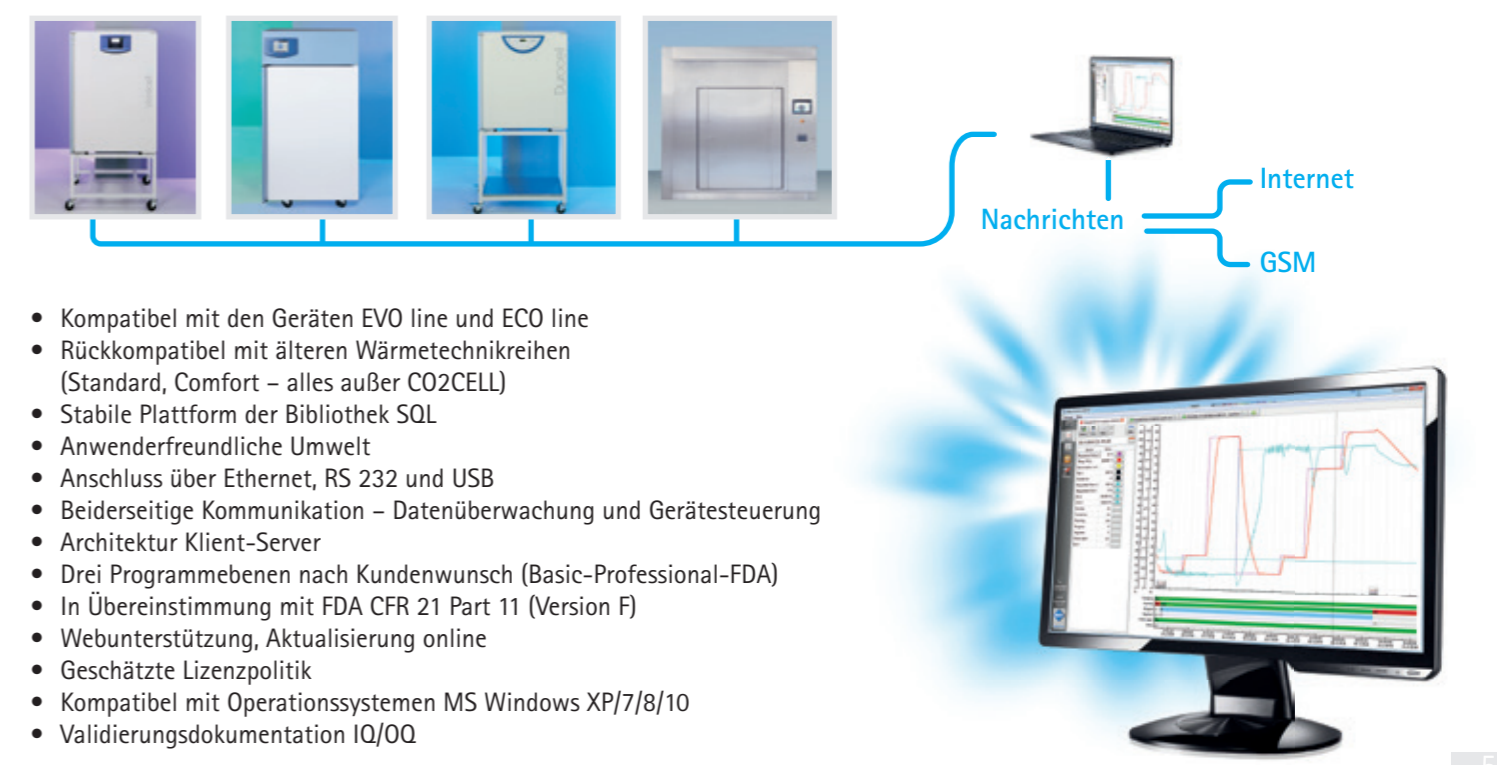 Durocell
Internet
Nachrichten
GSM
• Kompatibel mit den Geräten EVO line und ECO line
• Rückkompatibel mit älteren Wärmetechnikreihen
(Standard, Comfort – alles außer CO2CELL)
• Stabile Plattform der Bibliothek SQL
• Anwenderfreundliche Umwelt
• Anschluss über Ethernet, RS 232 und USB
• Beiderseitige Kommunikation – Datenüberwachung und Gerätesteuerung
• Architektur Klient-Server
• Drei Programmebenen nach Kundenwunsch (Basic-Professional-FDA)
• In Übereinstimmung mit FDA CFR 21 Part 11 (Version F)
• Webunterstützung, Aktualisierung online
• Geschätzte Lizenzpolitik
• Kompatibel mit Operationssystemen MS Windows XP/7/8/10
• Validierungsdokumentation IQ/OQ
5